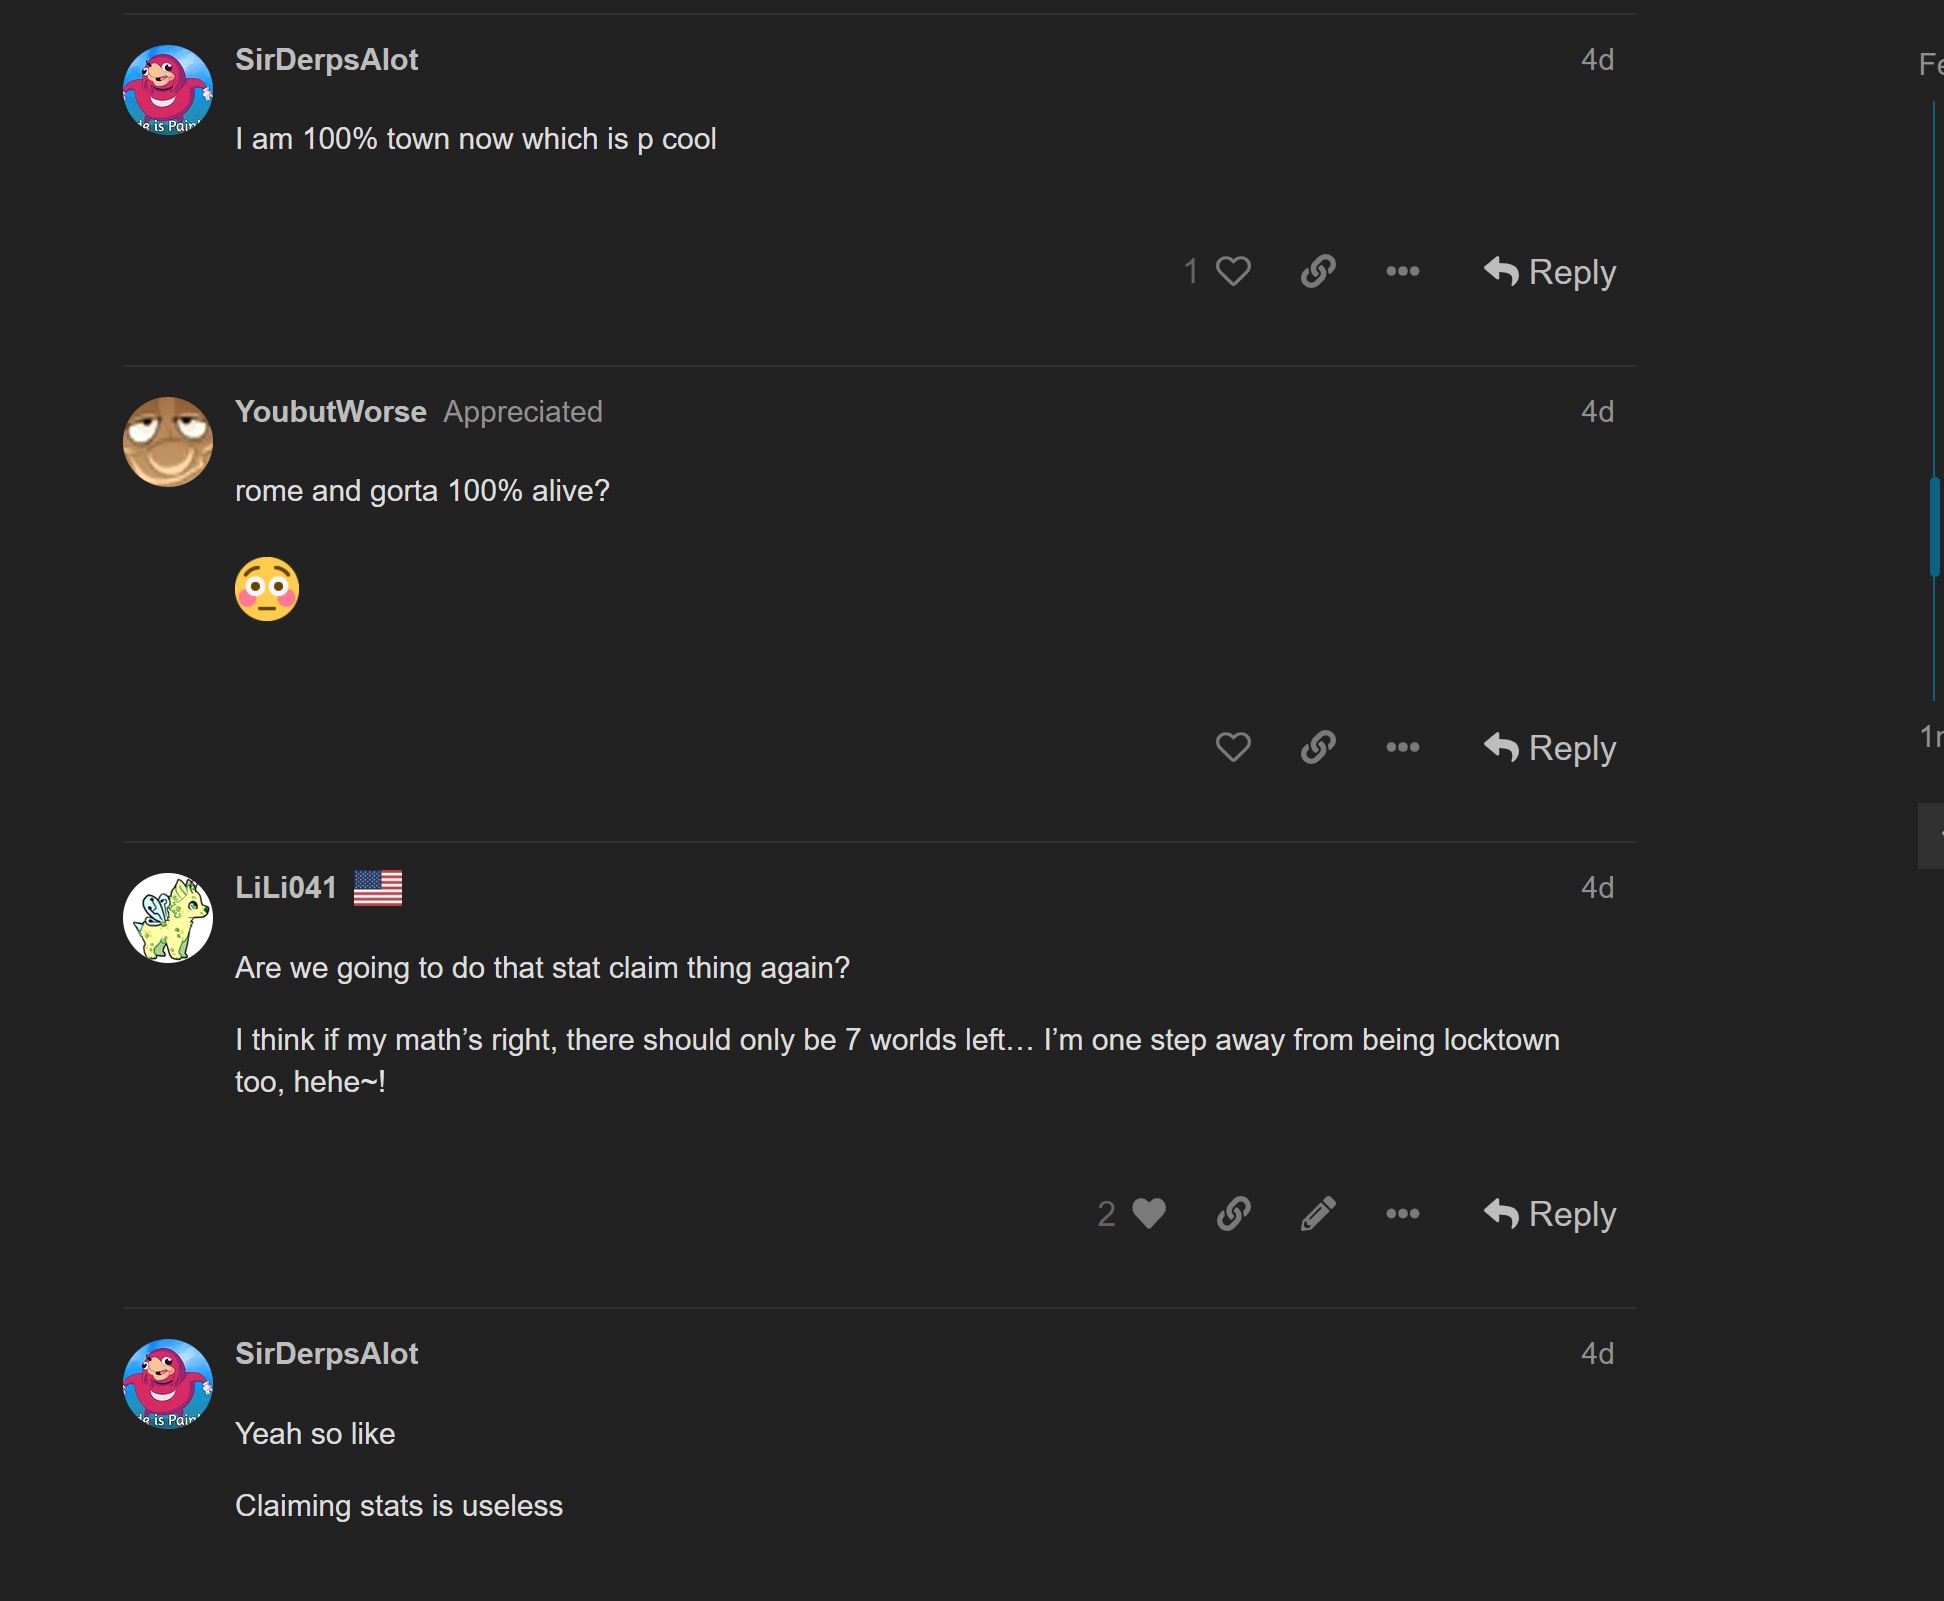 SirDerpsAlot 4d
I am 100% town now which is p cool
1 Reply
YoubutWorse Appreciated 4d
rome and gorta 100% alive?
Reply
LiLi041 4d
Are we going to do that stat claim thing again?
I think if my math’s right, there should only be 7 worlds left… I’m one step away from being locktown
too, hehe~!
2 Reply
SirDerpsAlot 4d
Yeah so like
Claiming stats is useless